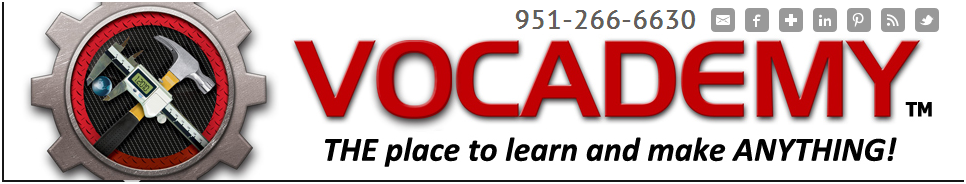 951-266-6630
VOCADEMY™
THE place to learn and make ANYTHING!